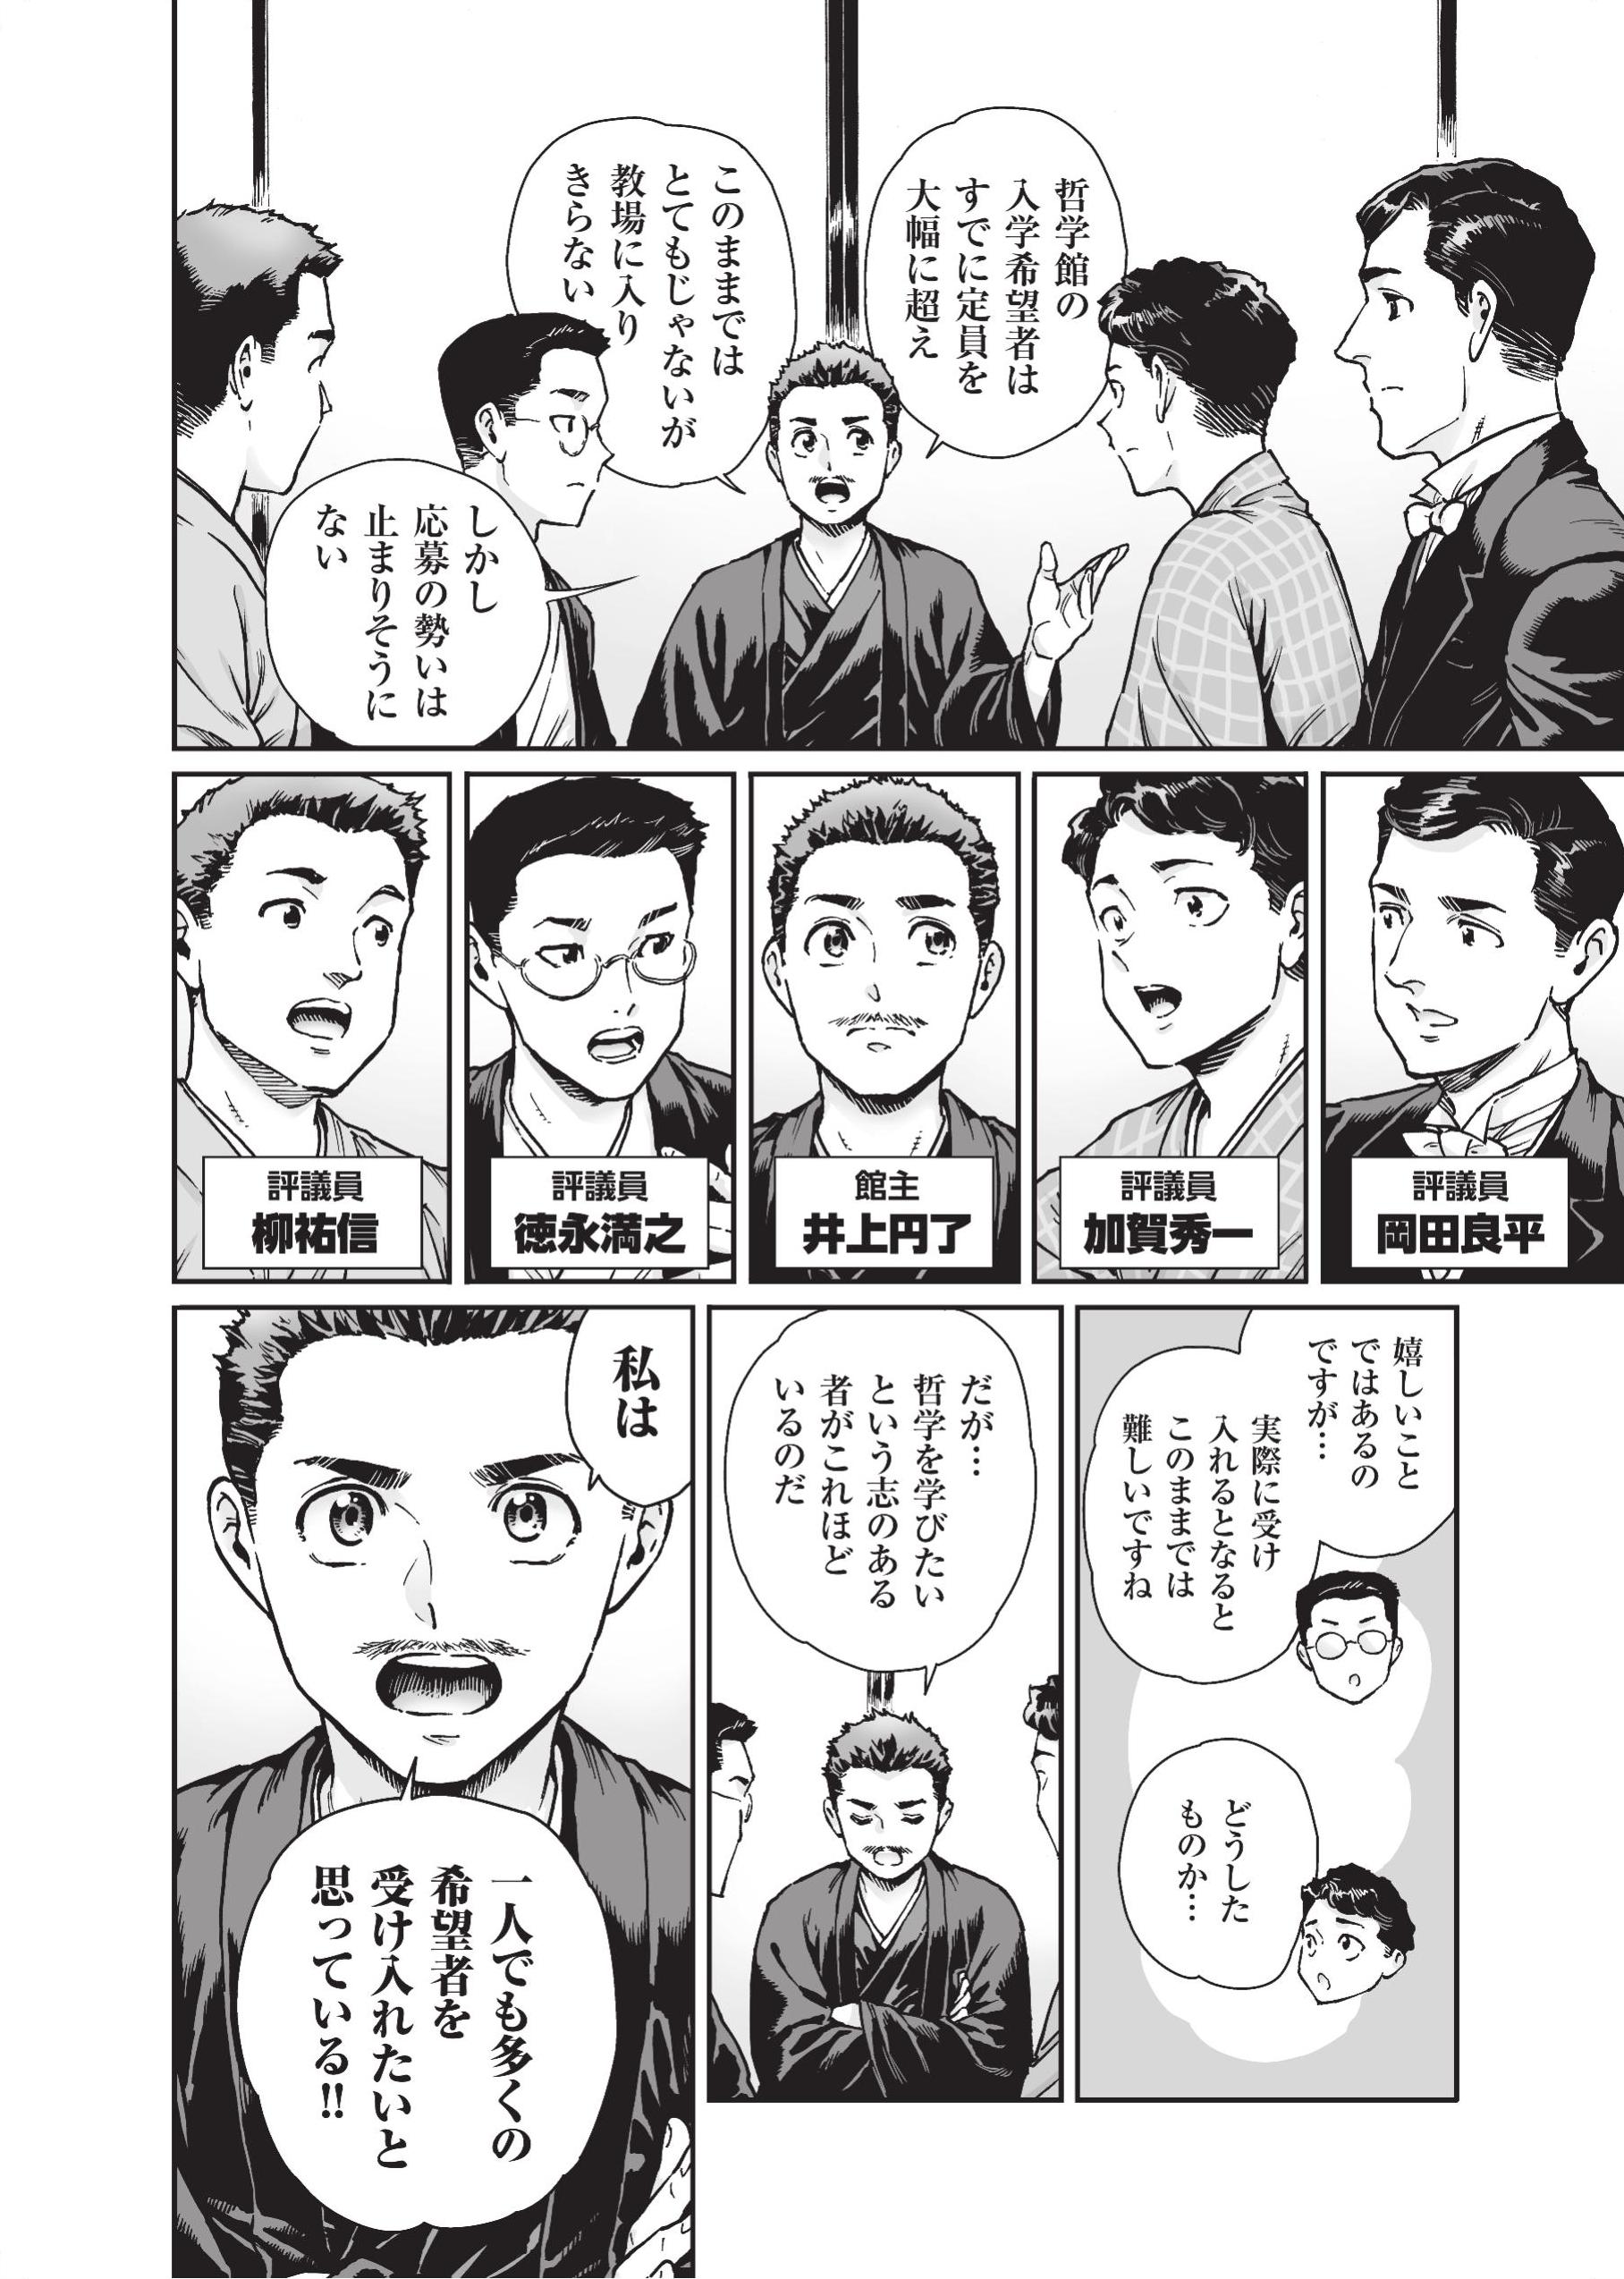 哲学館の
入学希望者は
すでに定員を
大幅に超え
このままでは
とてもじゃないが
教場に入り
きらない
しかし
応募の勢いは
止まりそうに
ない
評議員
岡田良平
評議員
加賀秀一
館主
井上円了
評議員
徳永満之
評議員
柳祐信
嬉しいこと
ではあるの
ですが…
実際に受け
入れるとなると
このままでは
難しいですね
どうした
ものか…
だが…
哲学を学びたい
という志のある
者がこれほど
いるのだ
私は
一人でも多くの
希望者を
受け入れたいと
思っている!!